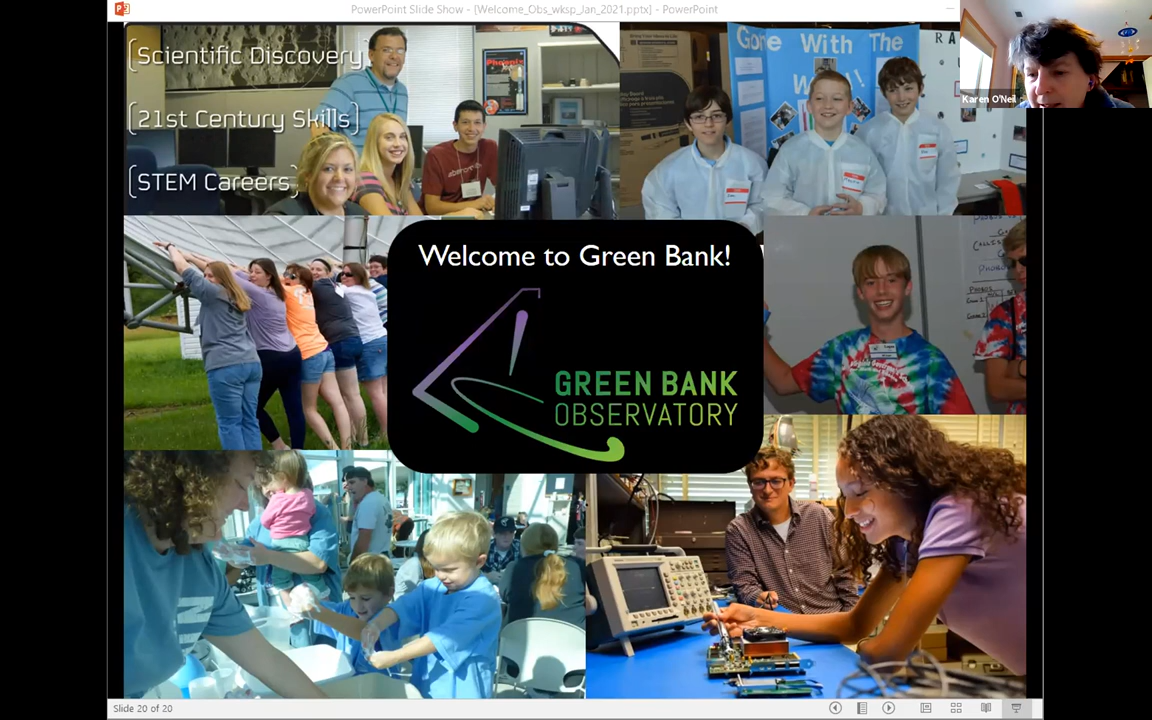 PowerPoint Slide Show - [Welcome_Obs_wksp_Jan_2021.pptx] - PowerPoint
[Scientific Discovery]
[21st Century Skills]
[STEM Careers]
Phoenix
Gone With The
Karen O'Neil
Welcome to Green Bank!
GREEN BANK
OBSERVATORY
Slide 20 of 20